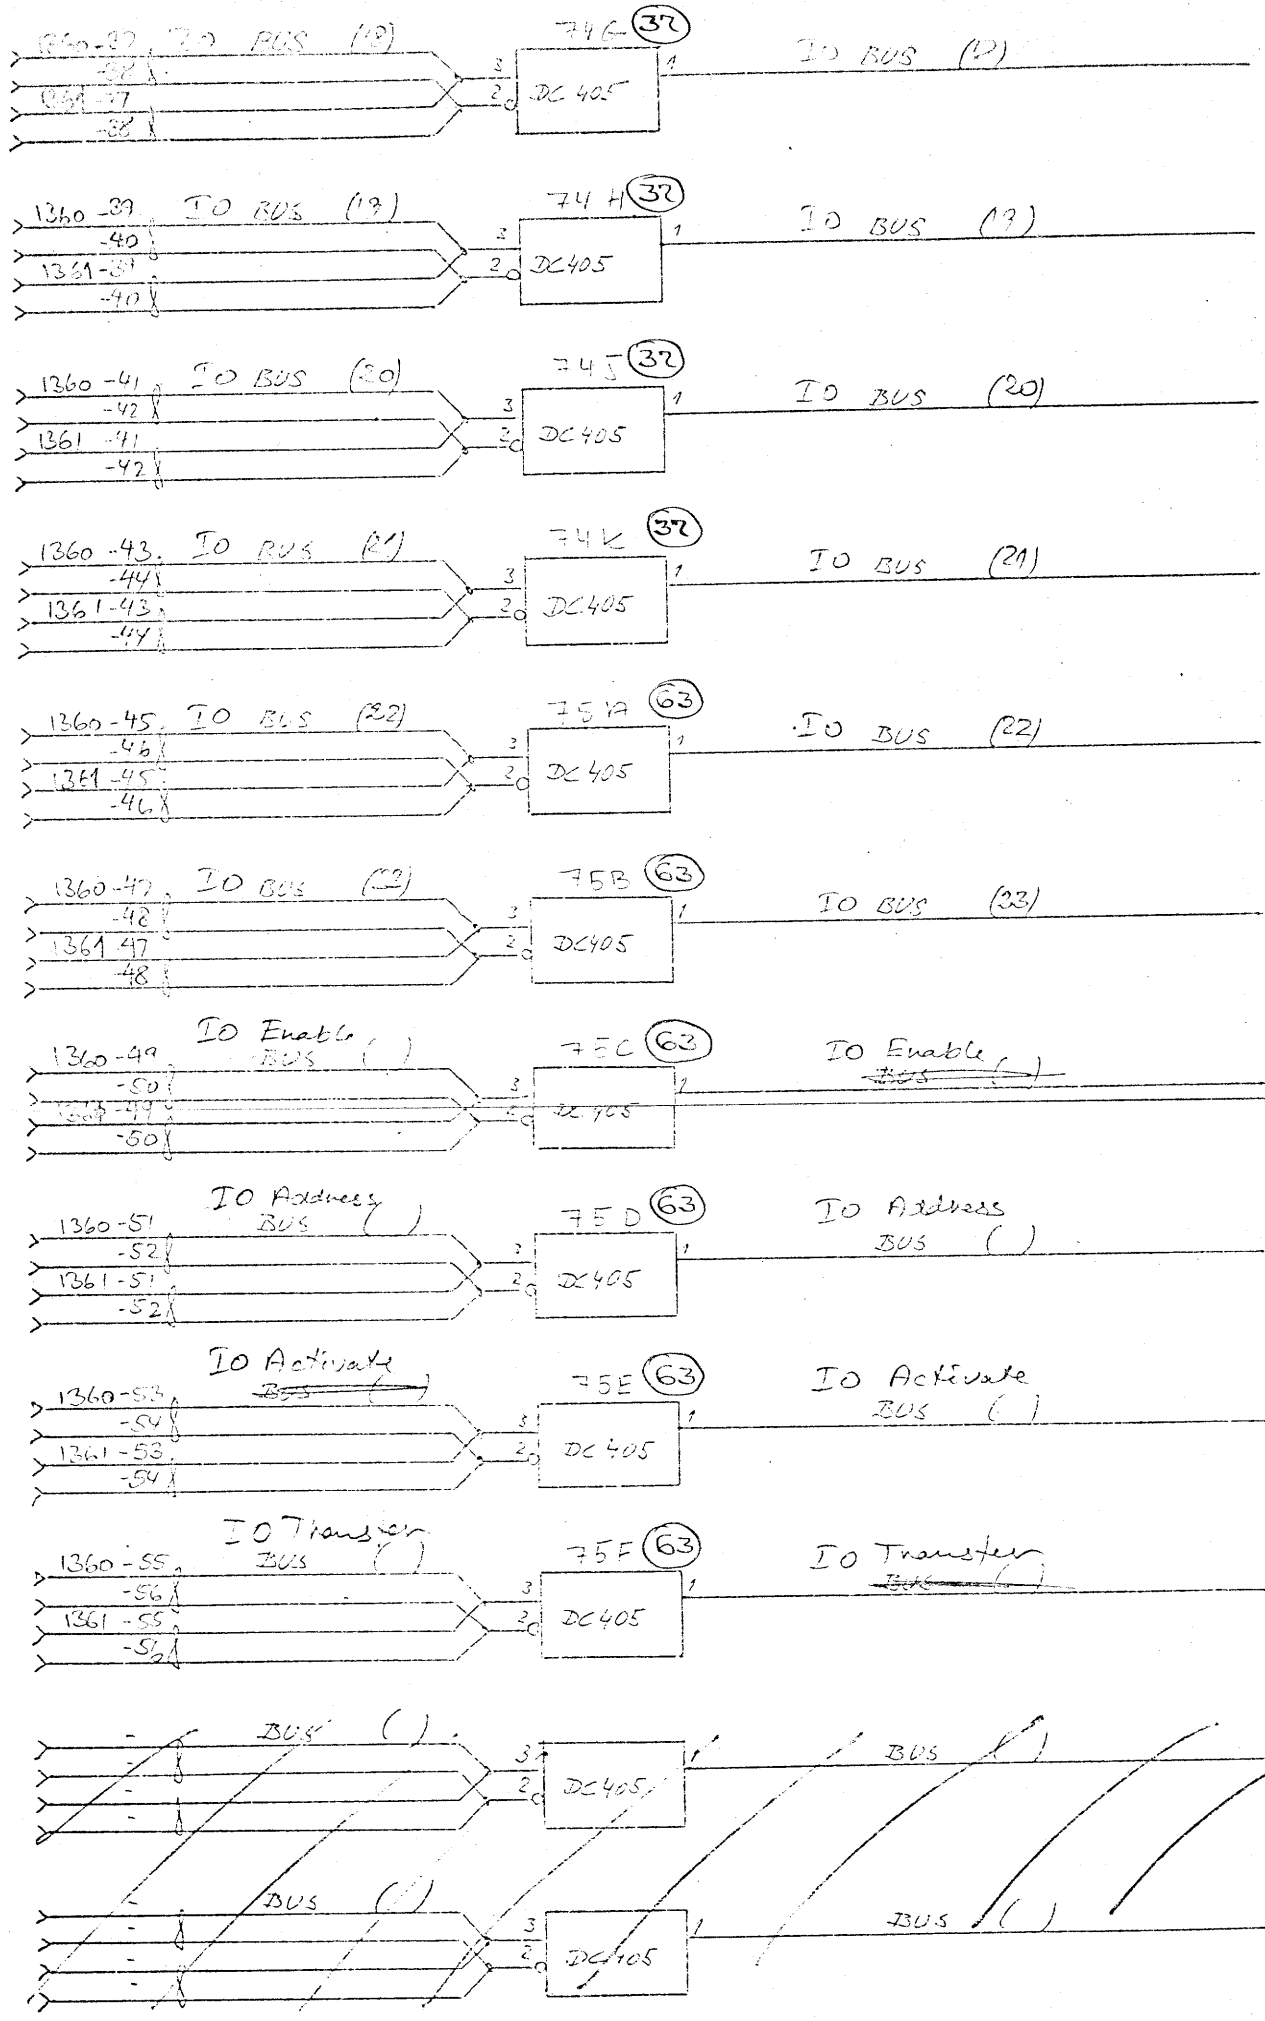 74G 32
IO BUS (18) IO BUS (17)
-38 3 1
2 DC405
-38
74H 32
1360-39 IO BUS (19) IO BUS (19)
-40 3 1
1361-39 2 DC405
-40
74J 32
1360-41 IO BUS (20) IO BUS (20)
-42 3 1
1361-41 2 DC405
-42
74K 32
1360-43 IO BUS (21) IO BUS (21)
-44 3 1
1361-43 2 DC405
-44
75A 63
1360-45 IO BUS (22) IO BUS (22)
-46 3 1
1361-45 2 DC405
-46
75B 63
1360-47 IO BUS (23) IO BUS (23)
-48 3 1
1361-47 2 DC405
-48
IO Enable 75C 63 IO Enable
1360-49 BUS ( ) BUS ( )
-50 3 1
-49 2 DC405
-50
IO Address 75D 63 IO Address
1360-51 BUS ( ) BUS ( )
-52 3 1
1361-51 2 DC405
-52
IO Activate 75E 63 IO Activate
1360-53 BUS ( ) BUS ( )
-54 3 1
1361-53 2 DC405
-54
IO Transfer 75F 63 IO Transfer
1360-55 BUS ( ) BUS ( )
-56 3 1
1361-55 2 DC405
-56
- BUS ( ) BUS ( )
- 3 1
- 2 DC405
-
- BUS ( ) BUS ( )
- 3 1
- 2 DC405
-